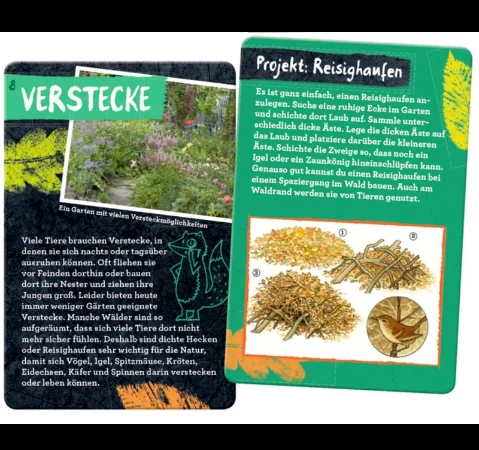 8
VERSTECKE
Ein Garten mit vielen Versteckmöglichkeiten
Viele Tiere brauchen Verstecke, in
denen sie sich nachts oder tagsüber
ausruhen können. Oft fliehen sie
vor Feinden dorthin oder bauen
dort ihre Nester und ziehen ihre
Jungen groß. Leider bieten heute
immer weniger Gärten geeignete
Verstecke. Manche Wälder sind so
aufgeräumt, dass sich viele Tiere dort nicht
mehr sicher fühlen. Deshalb sind dichte Hecken
oder Reisighaufen sehr wichtig für die Natur,
damit sich Vögel, Igel, Spitzmäuse, Kröten,
Eidechsen, Käfer und Spinnen darin verstecken
oder leben können.
Projekt: Reisighaufen
Es ist ganz einfach, einen Reisighaufen an-
zulegen. Suche eine ruhige Ecke im Garten
und schichte dort Laub auf. Sammle unter-
schiedlich dicke Äste. Lege die dicken Äste auf
das Laub und platziere darüber die kleineren
Äste. Schichte die Zweige so, dass noch ein
Igel oder ein Zaunkönig hineinschlüpfen kann.
Genauso gut kannst du einen Reisighaufen bei
einem Spaziergang im Wald bauen. Auch am
Waldrand werden sie von Tieren genutzt.
1
2
3